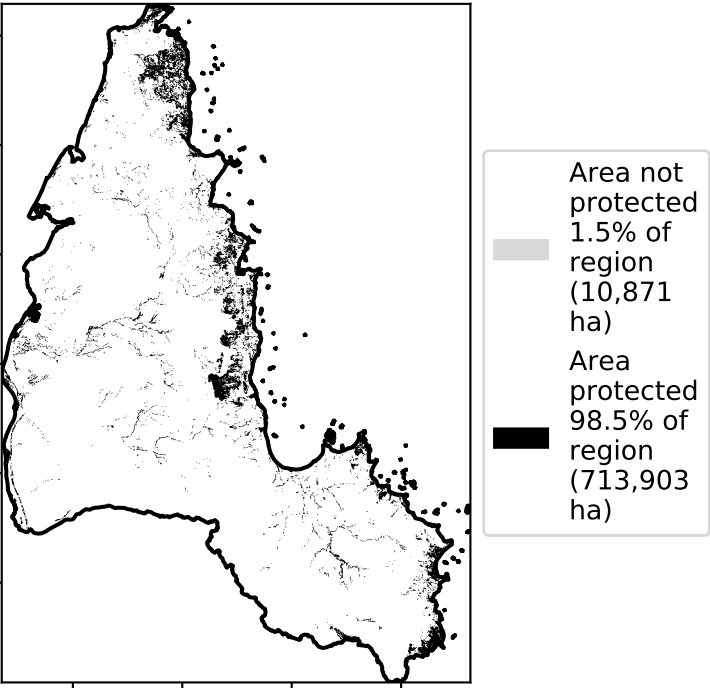 Area not
protected
1.5% of
region
(10,871
ha)
Area
protected
98.5% of
region
(713,903
ha)